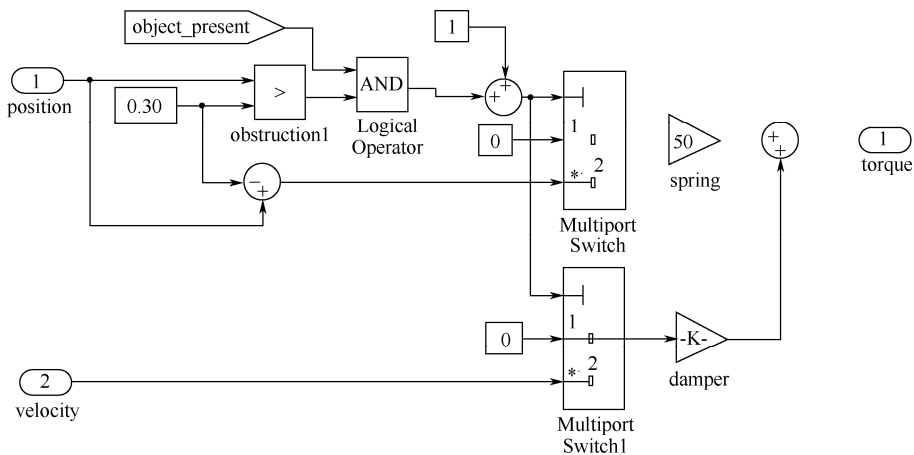 object_present
1
1
position
0.30
>
obstruction1
AND
Logical
Operator
+
+
0
1
2
*.
Multiport
Switch
50
spring
+
+
1
torque
−
+
0
1
2
*.
Multiport
Switch1
-K-
damper
2
velocity